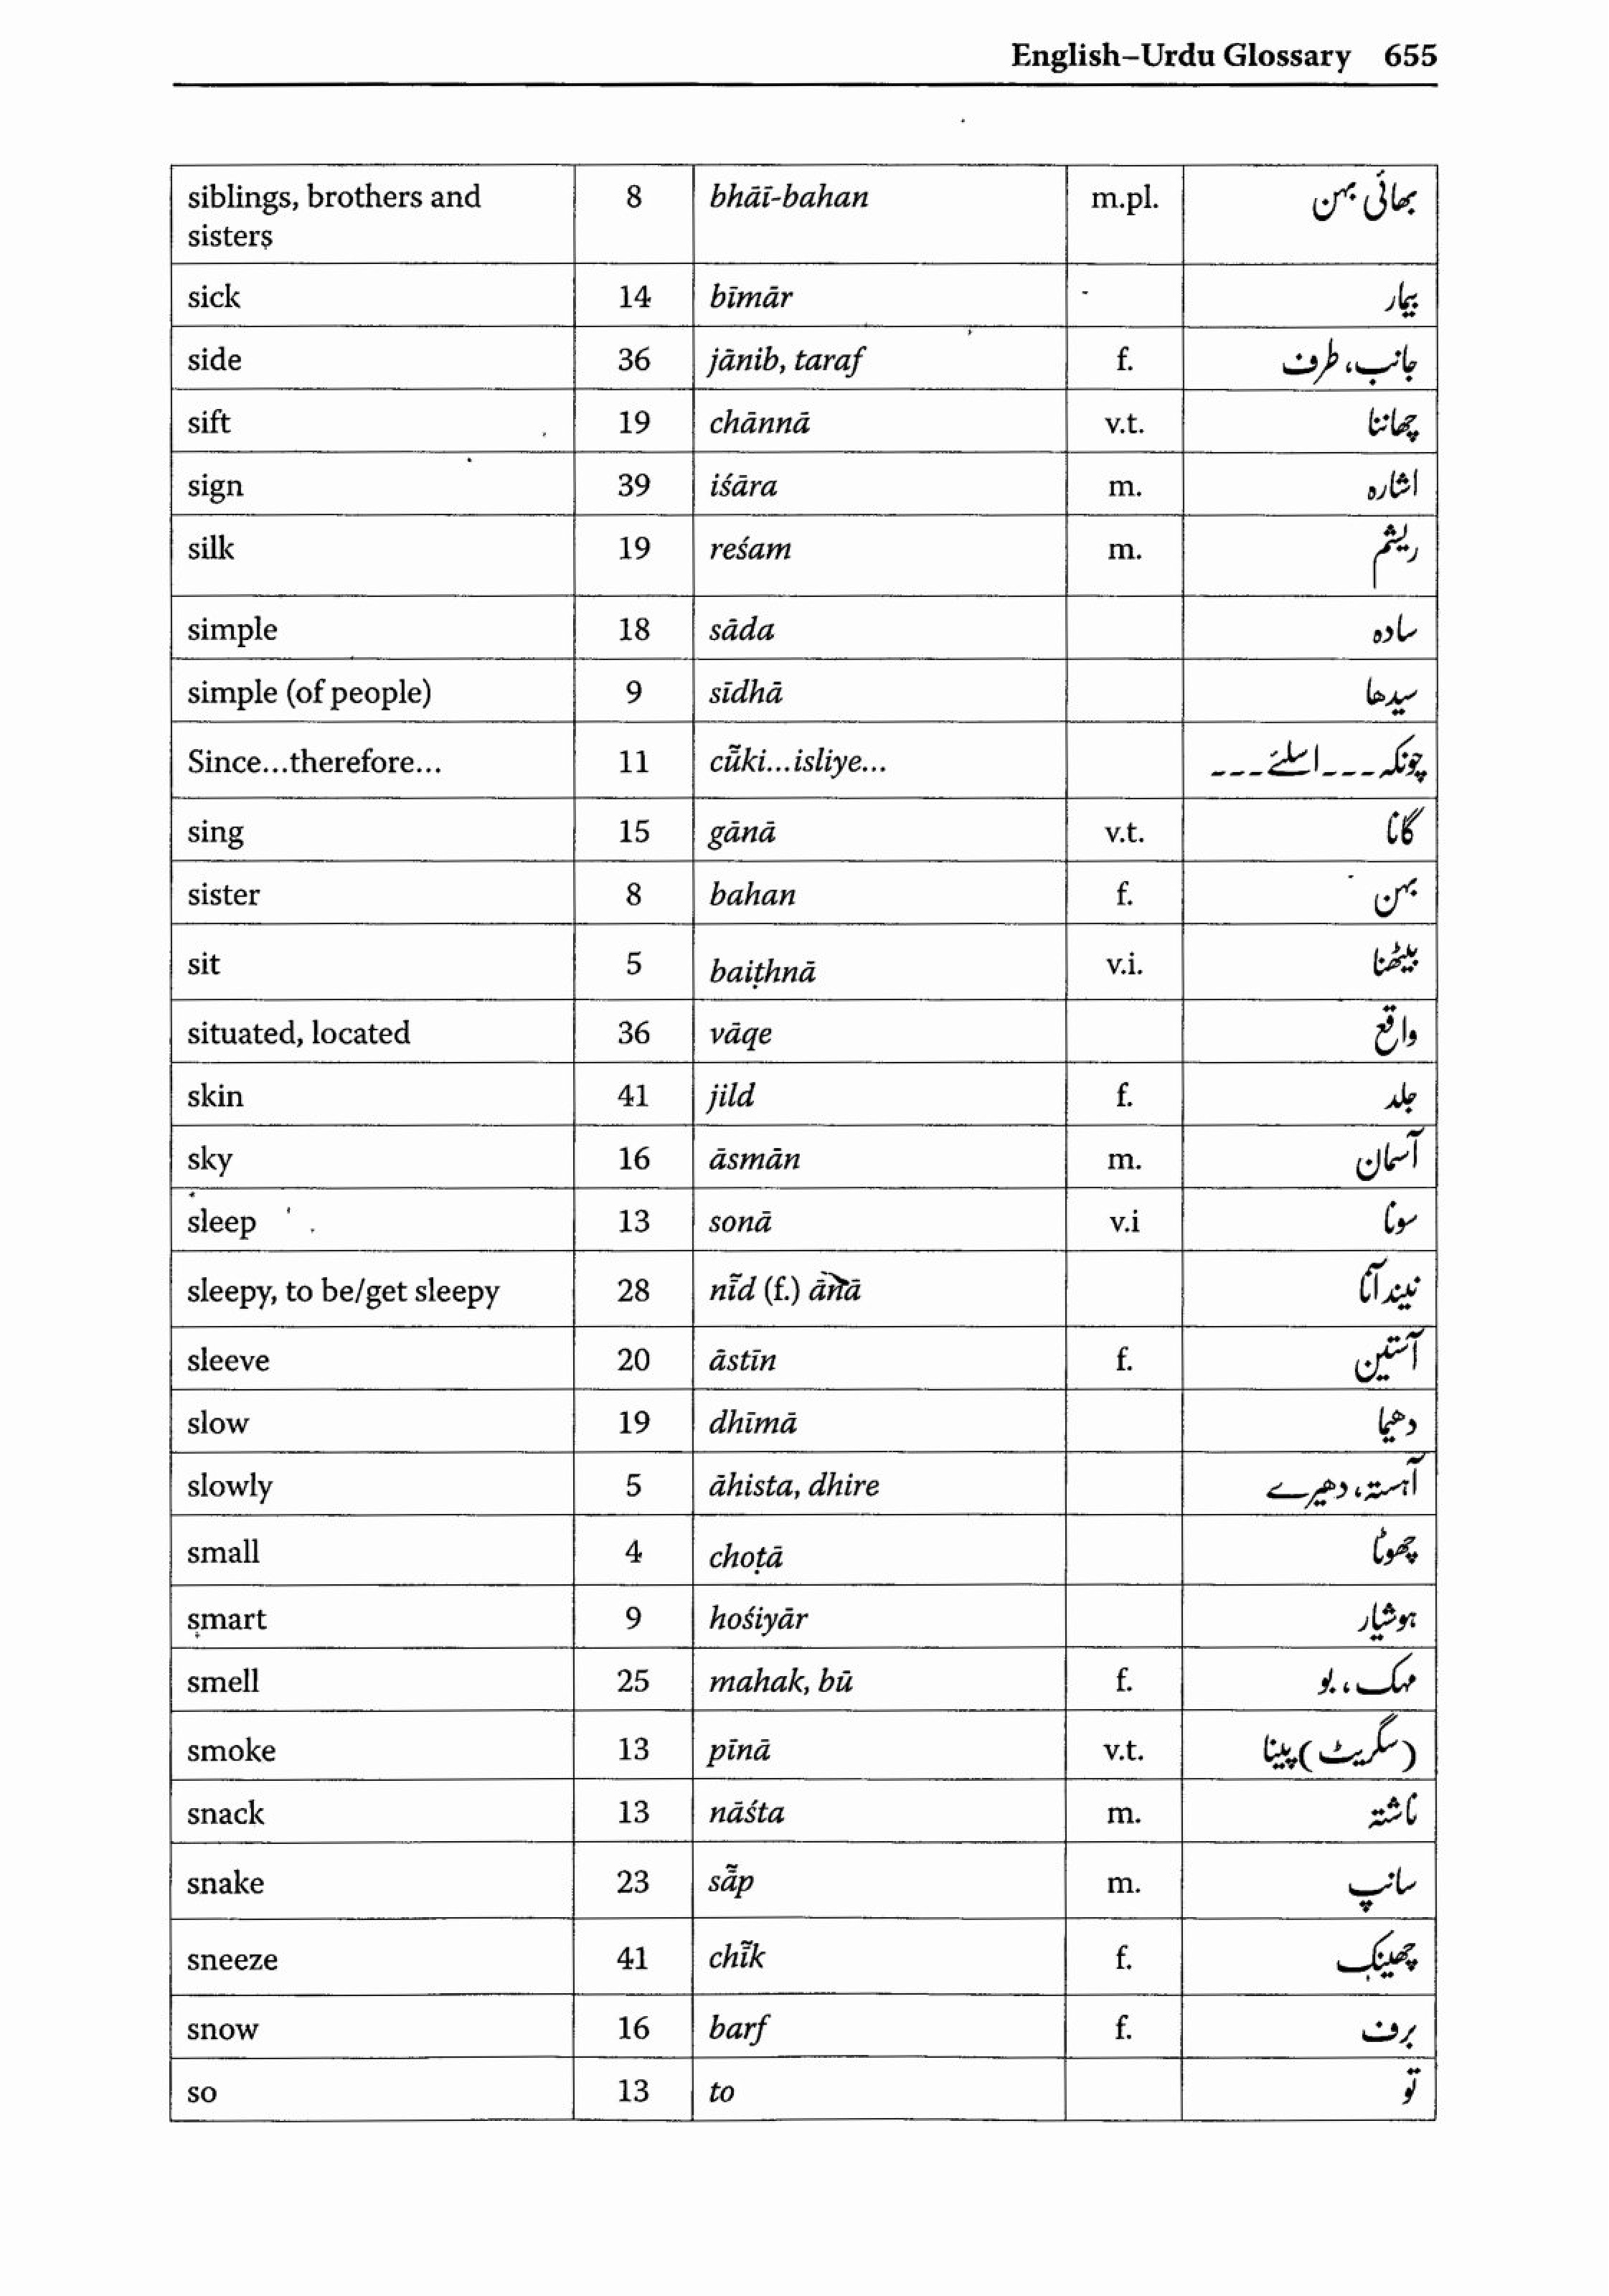 English–Urdu Glossary 655
siblings, brothers and 8 bhāī-bahan m.pl. بھائی بہن
sisters
sick 14 bīmār بیمار
side 36 jānib, taraf f. جانب، طرف
sift 19 chānnā v.t. چھاننا
sign 39 iśāra m. اشارہ
silk 19 reśam m. ریشم
simple 18 sāda سادہ
simple (of people) 9 sīdhā سیدھا
Since...therefore... 11 cū̃ki...isliye... چونکہ۔۔۔اسلئے۔۔۔
sing 15 gānā v.t. گانا
sister 8 bahan f. بہن
sit 5 baiṭhnā v.i. بیٹھنا
situated, located 36 vāqe واقع
skin 41 jild f. جلد
sky 16 āsmān m. آسمان
sleep 13 sonā v.i سونا
sleepy, to be/get sleepy 28 nī̃d (f.) ānā نیند آنا
sleeve 20 āstīn f. آستین
slow 19 dhīmā دھیما
slowly 5 āhista, dhire آہستہ، دھیرے
small 4 choṭā چھوٹا
smart 9 hośiyār ہوشیار
smell 25 mahak, bū f. مہک، بو
smoke 13 pīnā v.t. (سگریٹ) پینا
snack 13 nāśta m. ناشتہ
snake 23 sā̃p m. سانپ
sneeze 41 chī̃k f. چھینک
snow 16 barf f. برف
so 13 to تو